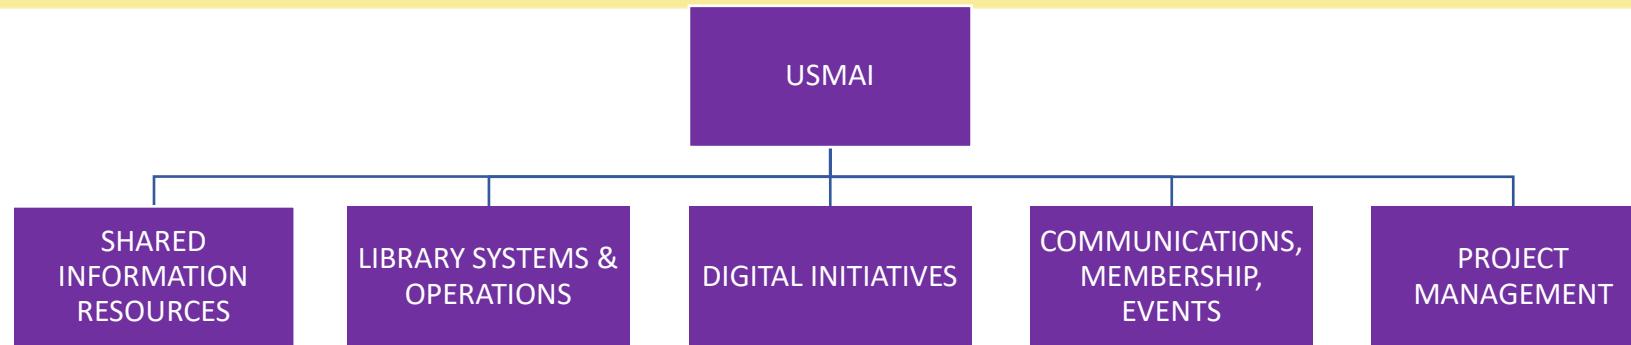 USMAI
SHARED
INFORMATION
RESOURCES
LIBRARY SYSTEMS &
OPERATIONS
DIGITAL INITIATIVES
COMMUNICATIONS,
MEMBERSHIP,
EVENTS
PROJECT
MANAGEMENT